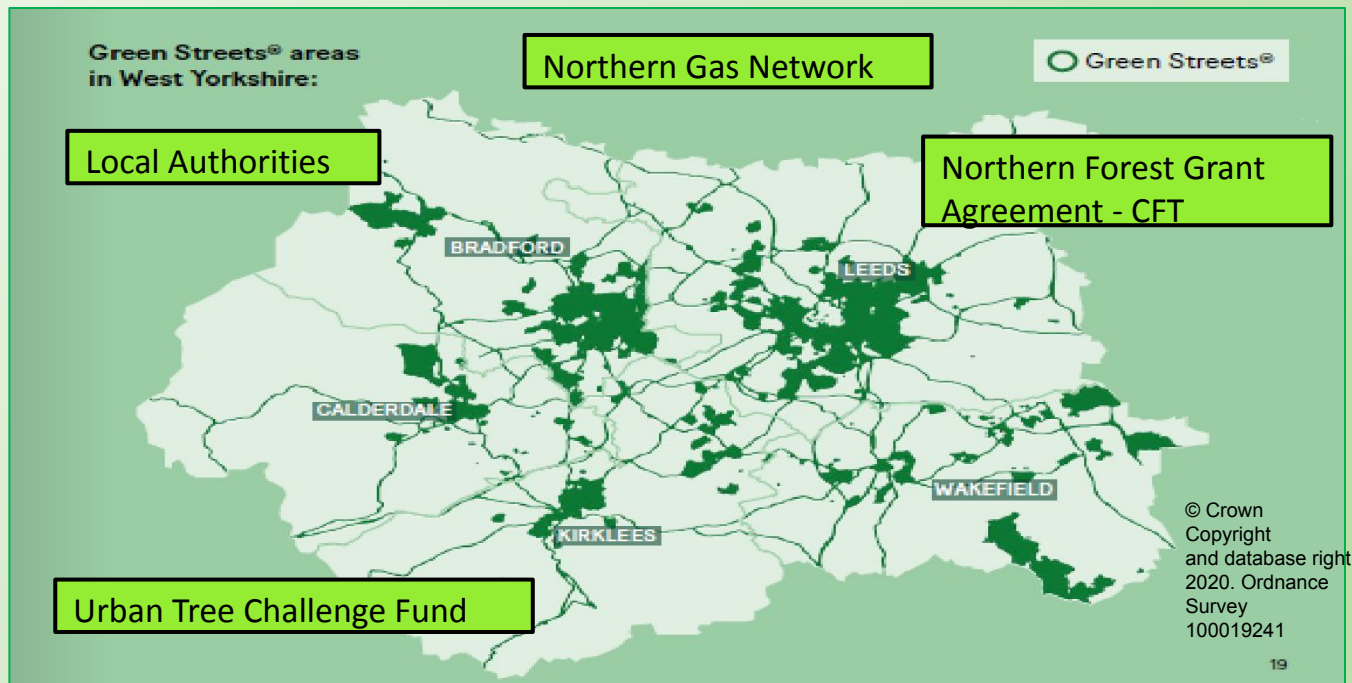 Green Streets® areas
in West Yorkshire:
Northern Gas Network
Green Streets®
Local Authorities
Northern Forest Grant
Agreement - CFT
BRADFORD
LEEDS
CALDERDALE
WAKEFIELD
KIRKLEES
© Crown
Copyright
and database right
2020. Ordnance
Survey
100019241
Urban Tree Challenge Fund
19